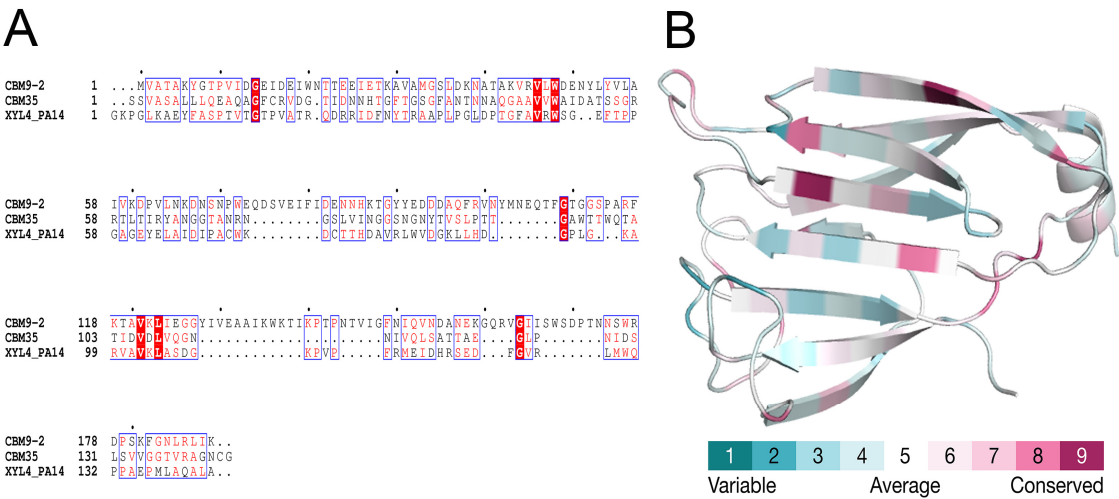 A
B
CBM9-2 1 ...MVATAKYGTPVIDGEIDEIWNTTEEIETKAVAMGSLDKNATAKVRVLWDENYLYVLA
CBM35 1 ..SSVASALLLQEAQAGFCRVDG.TIDNNHTGFTGSGFANTNNAQGAAVVWAIDATSSGR
XYL4_PA14 1 GKPGLKAEYFASPTVTGTPVATR.QDRRIDFNYTRAAPLPGLDPTGFAVRWSG..EFTPP
CBM9-2 58 IVKDPVLNKDNSNPWEQDSVEIFIDENNHKTGYYEDDDAQFRVNYMNEQTFGTGGSPARF
CBM35 58 RTLTIRYANGGTANRN........GSLVINGGSGNGYTVSLPTT.......GAWTTWQTA
XYL4_PA14 58 GAGEYELAIDIPACWK........DCTTHDAVRLWVDGKLLHD........GPLG...KA
CBM9-2 118 KTAVKLIEGGYIVEAAIKWKTIKPTPNTVIGFNIQVNDANEKGQRVGIISWSDPTNNSWR
CBM35 103 TIDVDLVQGN.....................NIVQLSATTAE....GLP.......NIDS
XYL4_PA14 99 RVAVKLASDG............KPVP.....FRMEIDHRSED...FGVR.......LMWQ
CBM9-2 178 DPSKFGNLRLIK..
CBM35 131 LSVVGGTVRAGNCG
XYL4_PA14 132 PPAEPMLAQALA..
1 2 3 4 5 6 7 8 9
Variable Average Conserved